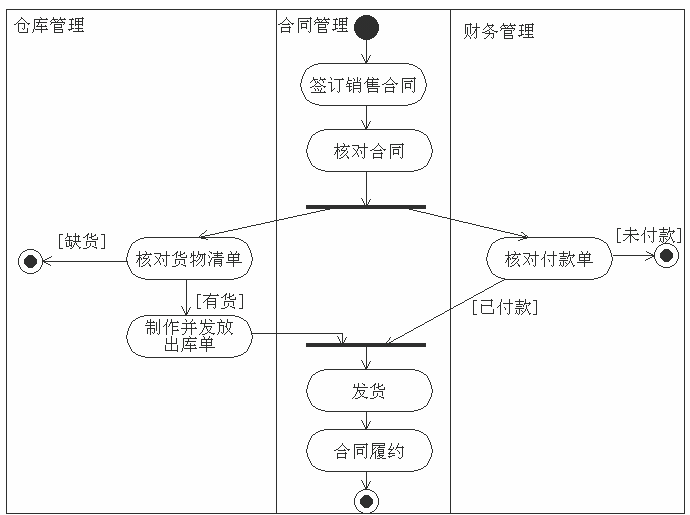 仓库管理
合同管理
财务管理
签订销售合同
核对合同
[缺货]
核对货物清单
核对付款单
[未付款]
[有货]
[已付款]
制作并发放
出库单
发货
合同履约